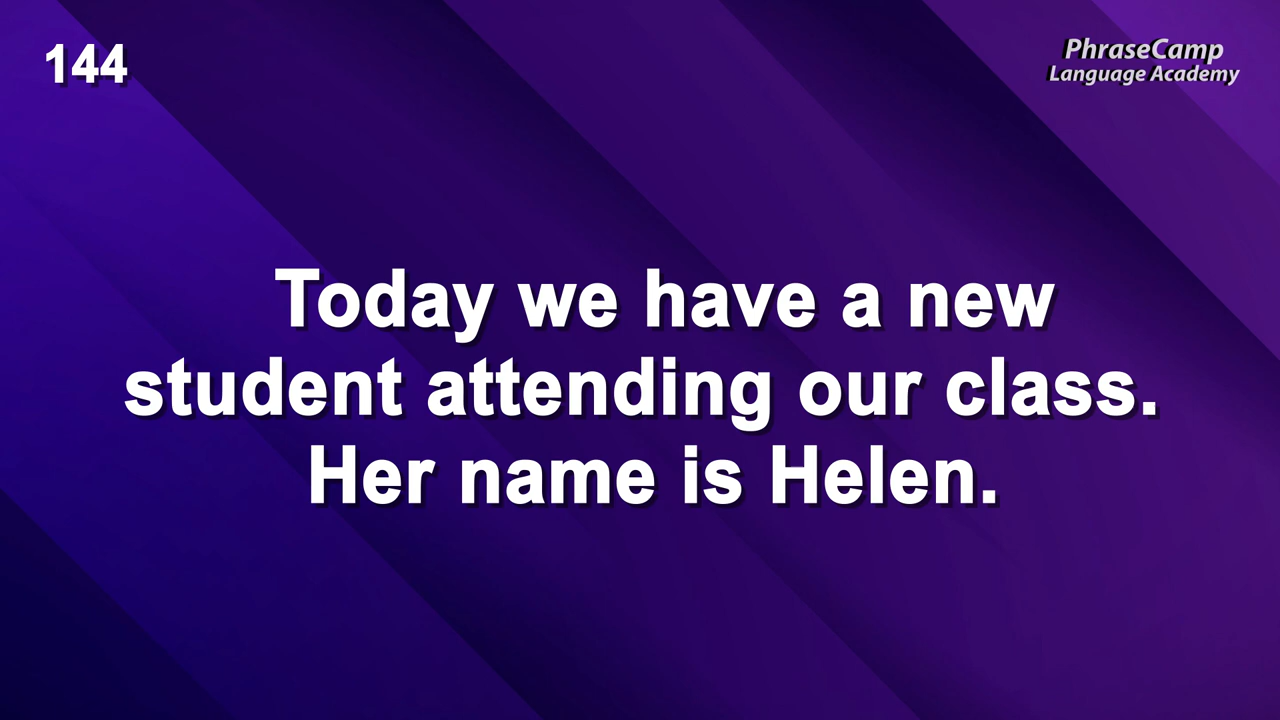 144
PhraseCamp
Language Academy
Today we have a new
student attending our class.
Her name is Helen.